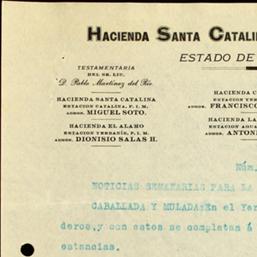 HACIENDA SANTA CATALI
ESTADO DE
TESTAMENTARIA
DEL SR. LIC.
D. Pablo Martínez del Río.
HACIENDA SANTA CATALINA
ESTACION CATALINA, F. I. M.
ADMOR. MIGUEL SOTO.
HACIENDA EL ALAMO
ESTACION YERBANÍS, F. I. M.
ADMOR. DIONISIO SALAS H.
HACIENDA C
ESTACION YER
ADMOR. FRANCISCO
HACIENDA LA
ESTACION AGUA
ADMOR. ANTON
Núm.
NOTICIAS SEMANARIAS PARA LA
CABALLADA Y MULADA:En el Yer
deros,y con estos se completan á
estancias.